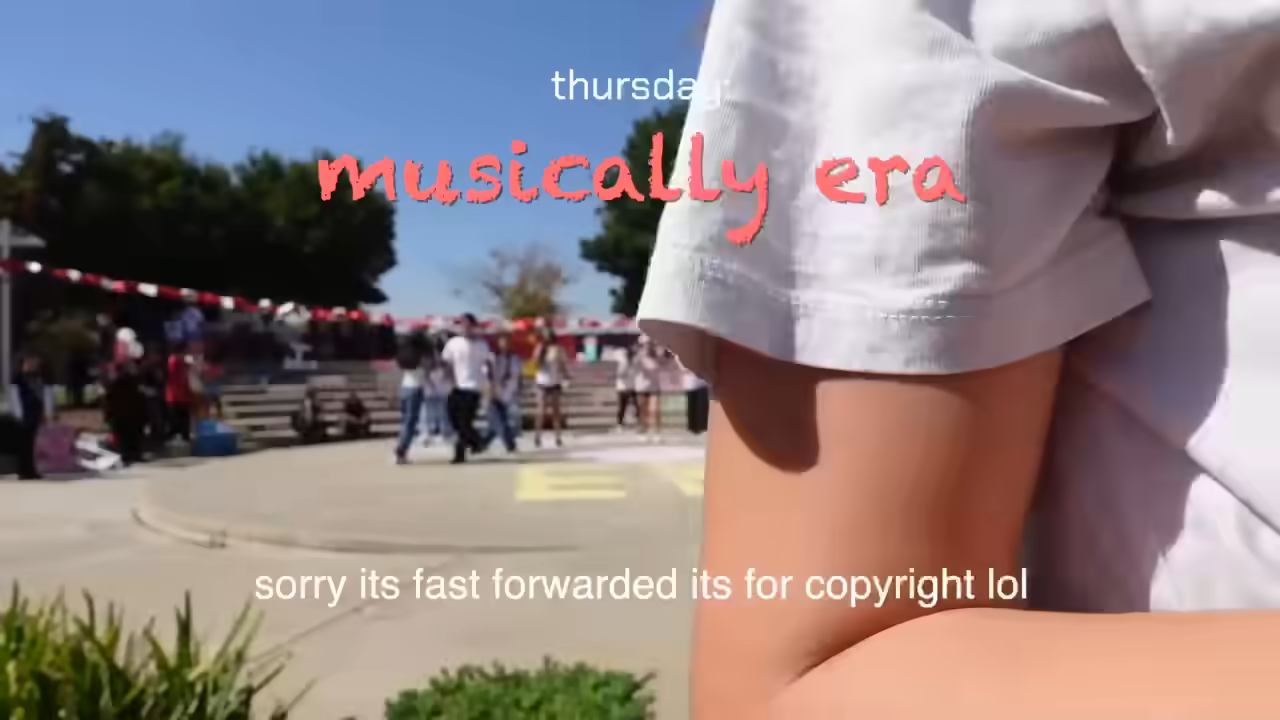 thursday:
musically era
sorry its fast forwarded its for copyright lol